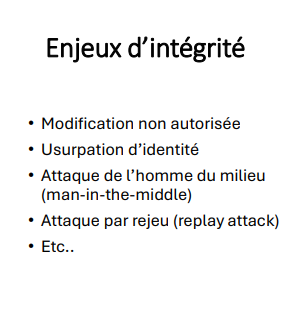 Enjeux d’intégrité
• Modification non autorisée
• Usurpation d’identité
• Attaque de l’homme du milieu
(man-in-the-middle)
• Attaque par rejeu (replay attack)
• Etc..